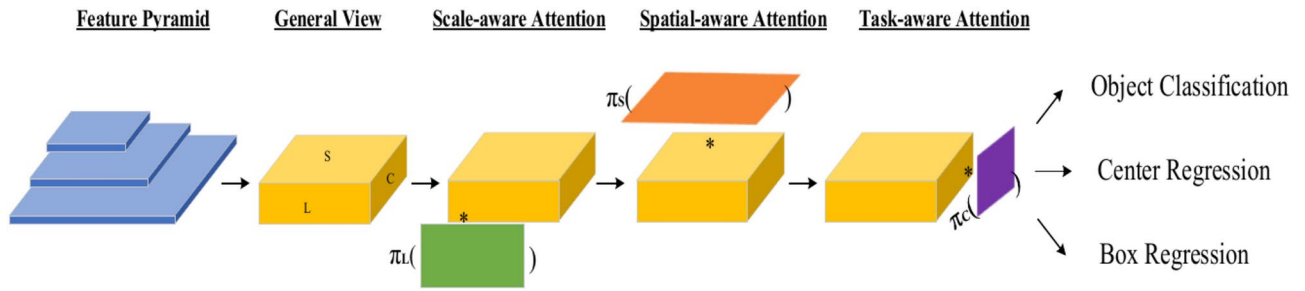 Feature Pyramid
General View
Scale-aware Attention
Spatial-aware Attention
Task-aware Attention
S
C
L
*
πL( )
πS( )
*
*
πC( )
Object Classification
Center Regression
Box Regression